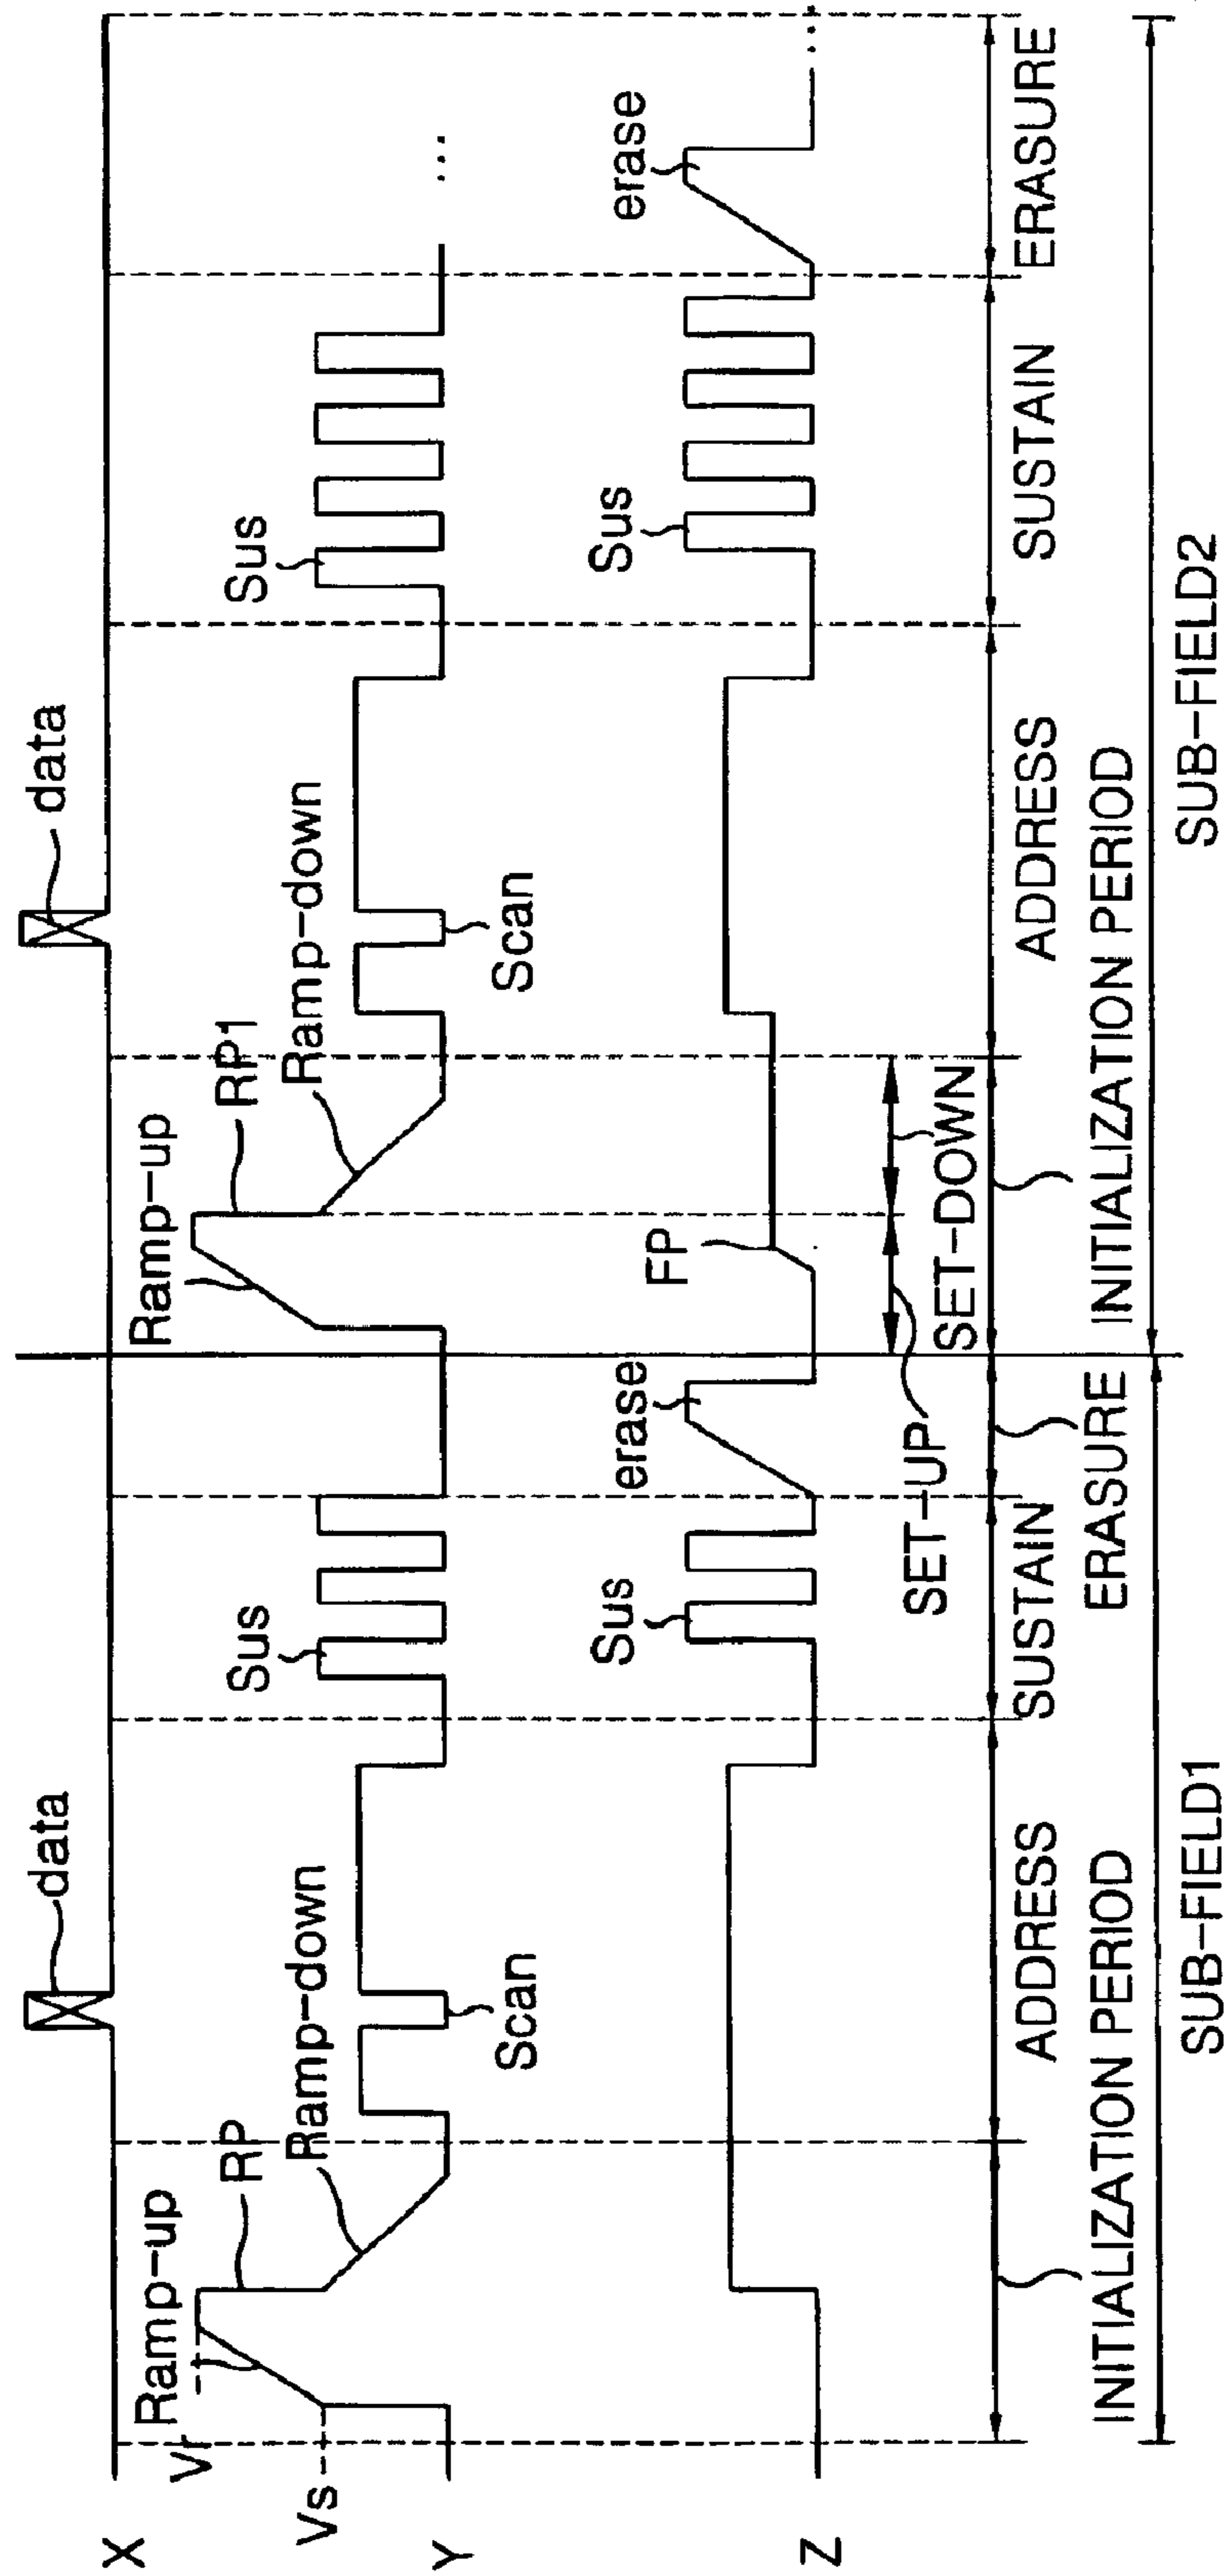 X
Y
Z
Vr
Vs
Ramp-up
RP
Ramp-down
data
Scan
Sus
Sus
erase
Ramp-up
RP1
Ramp-down
FP
data
Scan
Sus
...
Sus
erase
...
SET-UP
SET-DOWN
INITIALIZATION PERIOD
ADDRESS
SUSTAIN
ERASURE
INITIALIZATION PERIOD
ADDRESS
SUSTAIN
ERASURE
SUB-FIELD1
SUB-FIELD2